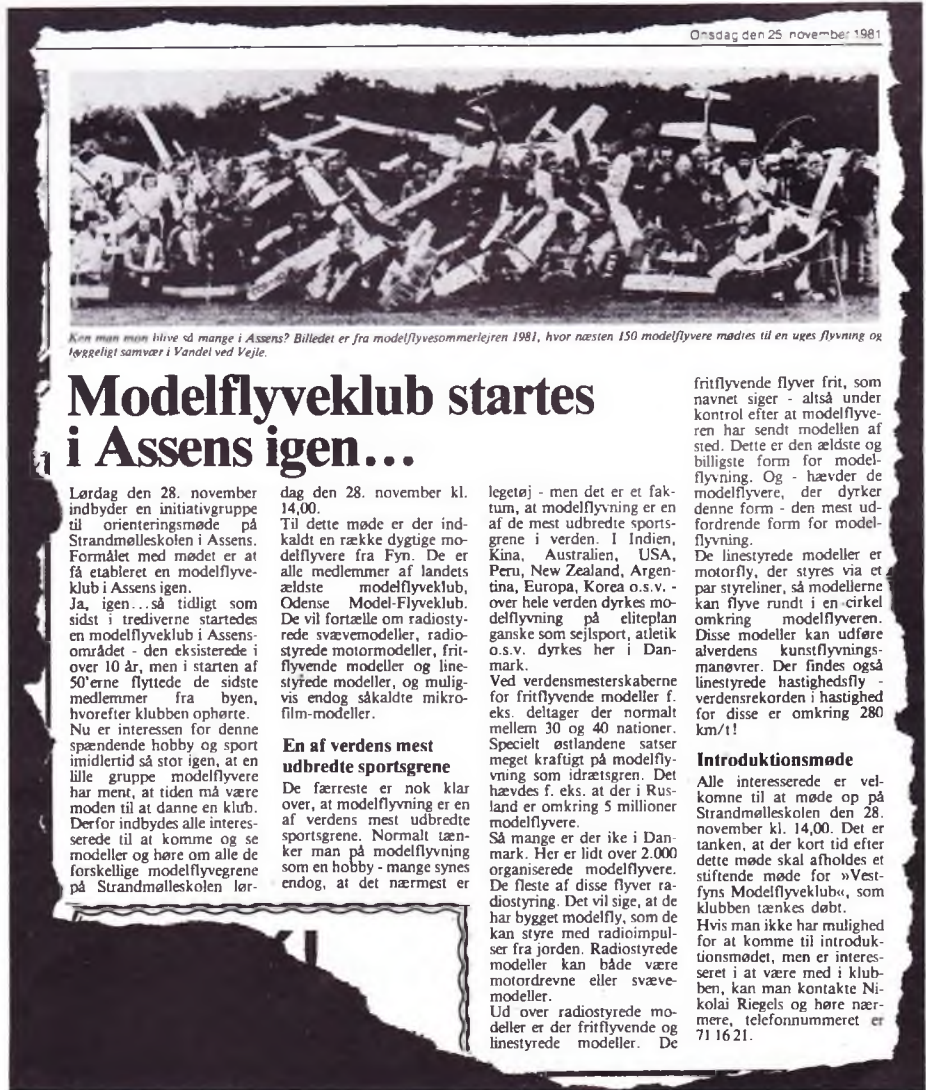 Onsdag den 25. november 1981
Kan man mon blive så mange i Assens? Billedet er fra modelflyvesommerlejren 1981, hvor næsten 150 modelflyvere mødtes til en uges flyvning og
hyggeligt samvær i Vandel ved Vejle.
Modelflyveklub startes
i Assens igen...
Lørdag den 28. november
indbyder en initiativgruppe
til orienteringsmøde på
Strandmølleskolen i Assens.
Formålet med mødet er at
få etableret en modelflyve-
klub i Assens igen.
Ja, igen...så tidligt som
sidst i trediverne startedes
en modelflyveklub i Assens-
området - den eksisterede i
over 10 år, men i starten af
50'erne flyttede de sidste
medlemmer fra byen,
hvorefter klubben ophørte.
Nu er interessen for denne
spændende hobby og sport
imidlertid så stor igen, at en
lille gruppe modelflyvere
har ment, at tiden må være
moden til at danne en klub.
Derfor indbydes alle interes-
serede til at komme og se
modeller og høre om alle de
forskellige modelflyvegrene
på Strandmølleskolen lør-
dag den 28. november kl.
14,00.
Til dette møde er der ind-
kaldt en række dygtige mo-
delflyvere fra Fyn. De er
alle medlemmer af landets
ældste modelflyveklub,
Odense Model-Flyveklub.
De vil fortælle om radiosty-
rede svævemodeller, radio-
styrede motormodeller, frit-
flyvende modeller og line-
styrede modeller, og mulig-
vis endog såkaldte mikro-
film-modeller.
En af verdens mest
udbredte sportsgrene
De færreste er nok klar
over, at modelflyvning er en
af verdens mest udbredte
sportsgrene. Normalt tæn-
ker man på modelflyvning
som en hobby - mange synes
endog, at det nærmest er
legetøj - men det er et fak-
tum, at modelflyvning er en
af de mest udbredte sports-
grene i verden. I Indien,
Kina, Australien, USA,
Peru, New Zealand, Argen-
tina, Europa, Korea o.s.v. -
over hele verden dyrkes mo-
delflyvning på eliteplan
ganske som sejlsport, atletik
o.s.v. dyrkes her i Dan-
mark.
Ved verdensmesterskaberne
for fritflyvende modeller f.
eks. deltager der normalt
mellem 30 og 40 nationer.
Specielt østlandene satser
meget kraftigt på modelfly-
vning som idrætsgren. Det
hævdes f. eks. at der i Rus-
land er omkring 5 millioner
modelflyvere.
Så mange er der ike i Dan-
mark. Her er lidt over 2.000
organiserede modelflyvere.
De fleste af disse flyver ra-
diostyring. Det vil sige, at de
har bygget modelfly, som de
kan styre med radioimpul-
ser fra jorden. Radiostyrede
modeller kan både være
motordrevne eller svæve-
modeller.
Ud over radiostyrede mo-
deller er der fritflyvende og
linestyrede modeller. De
fritflyvende flyver frit, som
navnet siger - altså under
kontrol efter at modelflyve-
ren har sendt modellen af
sted. Dette er den ældste og
billigste form for model-
flyvning. Og - hævder de
modelflyvere, der dyrker
denne form - den mest ud-
fordrende form for model-
flyvning.
De linestyrede modeller er
motorfly, der styres via et
par styreliner, så modellerne
kan flyve rundt i en cirkel
omkring modelflyveren.
Disse modeller kan udføre
alverdens kunstflyvnings-
manøvrer. Der findes også
linestyrede hastighedsfly -
verdensrekorden i hastighed
for disse er omkring 280
km/t!
Introduktionsmøde
Alle interesserede er vel-
komne til at møde op på
Strandmølleskolen den 28.
november kl. 14,00. Det er
tanken, at der kort tid efter
dette møde skal afholdes et
stiftende møde for »Vest-
fyns Modelflyveklub«, som
klubben tænkes døbt.
Hvis man ikke har mulighed
for at komme til introduk-
tionsmødet, men er interes-
seret i at være med i klub-
ben, kan man kontakte Ni-
kolai Riegels og høre nær-
mere, telefonnummeret er
71 16 21.